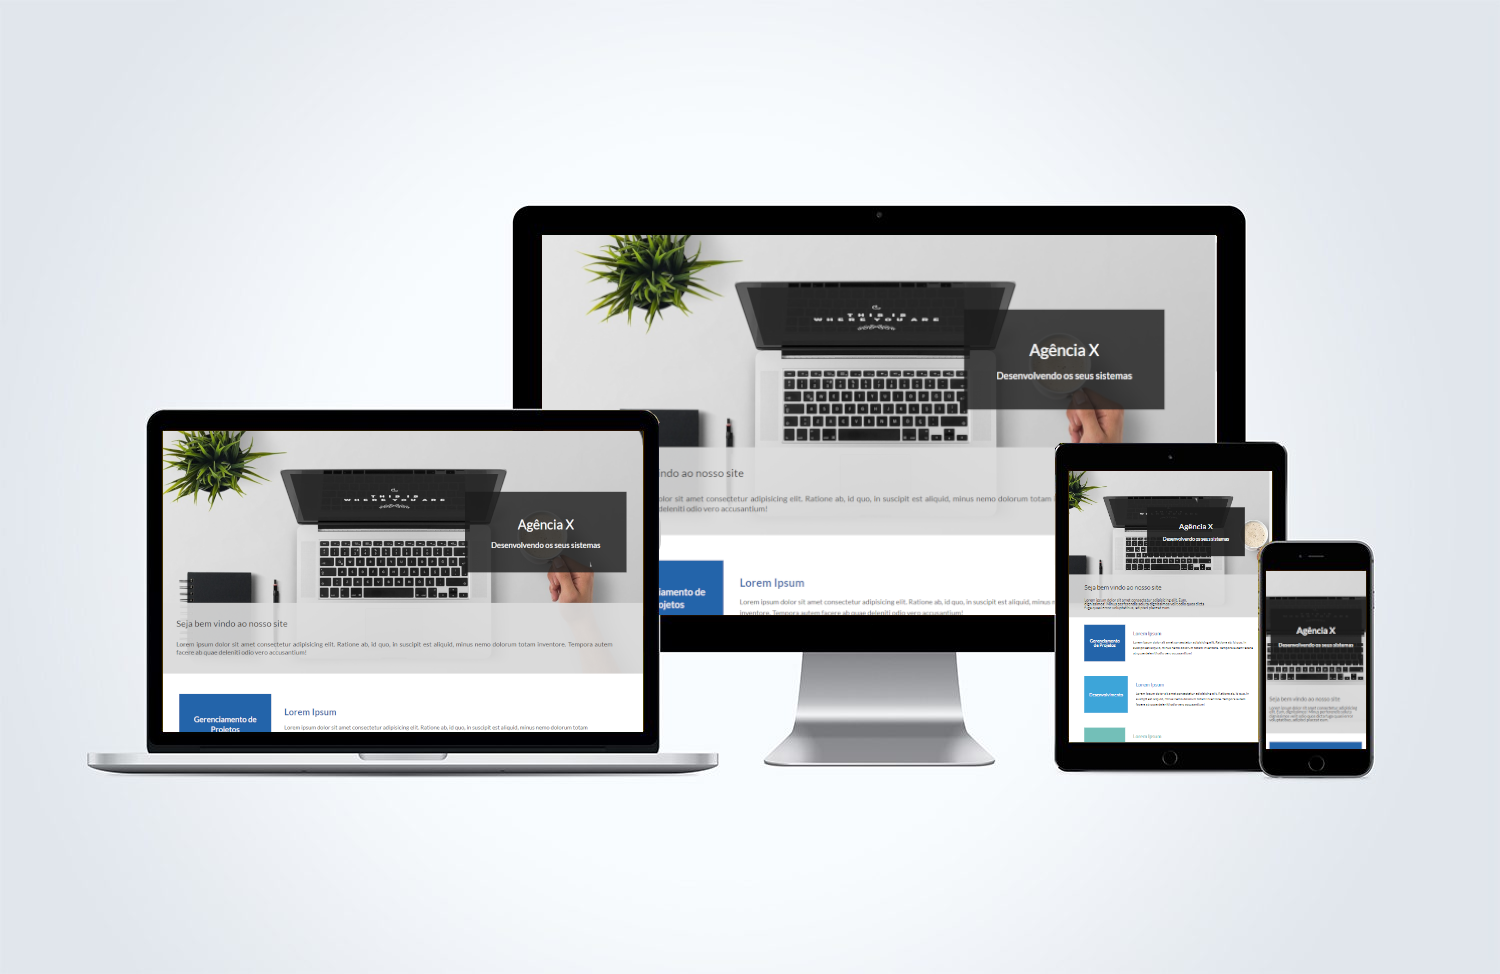 THIS IS
WHERE YOU ARE
Agência X
Desenvolvendo os seus sistemas
indo ao nosso site
olor sit amet consectetur adipisicing elit. Ratione ab, id quo, in suscipit est aliquid, minus nemo dolorum totam
deleniti odio vero accusantium!
iamento de
ojetos
Lorem Ipsum
Lorem ipsum dolor sit amet consectetur adipisicing elit. Ratione ab, id quo, in suscipit est aliquid, minus
inventore. Tempora autem facere ab quae deleniti odio vero accusantium!
THIS IS
WHERE YOU ARE
Agência X
Desenvolvendo os seus sistemas
Seja bem vindo ao nosso site
Lorem ipsum dolor sit amet consectetur adipisicing elit. Ratione ab, id quo, in suscipit est aliquid, minus nemo dolorum totam inventore. Tempora autem
facere ab quae deleniti odio vero accusantium!
Gerenciamento de
Projetos
Lorem Ipsum
Lorem ipsum dolor sit amet consectetur adipisicing elit. Ratione ab, id quo, in suscipit est aliquid, minus nemo dolorum totam
Agência X
Desenvolvendo os seus sistemas
Seja bem vindo ao nosso site
Gerenciamento
de Projetos
Lorem Ipsum
Desenvolvimento
Lorem Ipsum
Lorem Ipsum
Agência X
Desenvolvendo os seus sistemas
Seja bem vindo ao nosso site